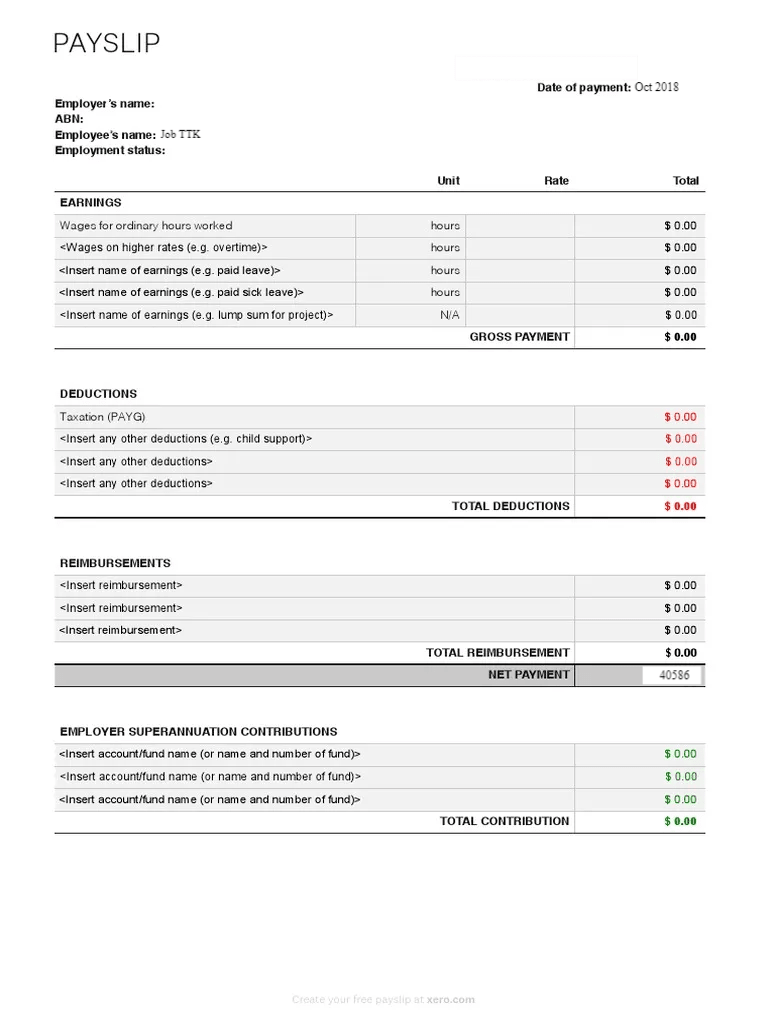 PAYSLIP
Date of payment: Oct 2018
Employer's name:
ABN:
Employee's name: Job TTK
Employment status:
Unit Rate Total
EARNINGS
Wages for ordinary hours worked hours $ 0.00
<Wages on higher rates (e.g. overtime)> hours $ 0.00
<Insert name of earnings (e.g. paid leave)> hours $ 0.00
<Insert name of earnings (e.g. paid sick leave)> hours $ 0.00
<Insert name of earnings (e.g. lump sum for project)> N/A $ 0.00
GROSS PAYMENT $ 0.00
DEDUCTIONS
Taxation (PAYG) $ 0.00
<Insert any other deductions (e.g. child support)> $ 0.00
<Insert any other deductions> $ 0.00
<Insert any other deductions> $ 0.00
TOTAL DEDUCTIONS $ 0.00
REIMBURSEMENTS
<Insert reimbursement> $ 0.00
<Insert reimbursement> $ 0.00
<Insert reimbursement> $ 0.00
TOTAL REIMBURSEMENT $ 0.00
NET PAYMENT 40586
EMPLOYER SUPERANNUATION CONTRIBUTIONS
<Insert account/fund name (or name and number of fund)> $ 0.00
<Insert account/fund name (or name and number of fund)> $ 0.00
<Insert account/fund name (or name and number of fund)> $ 0.00
TOTAL CONTRIBUTION $ 0.00
Create your free payslip at xero.com